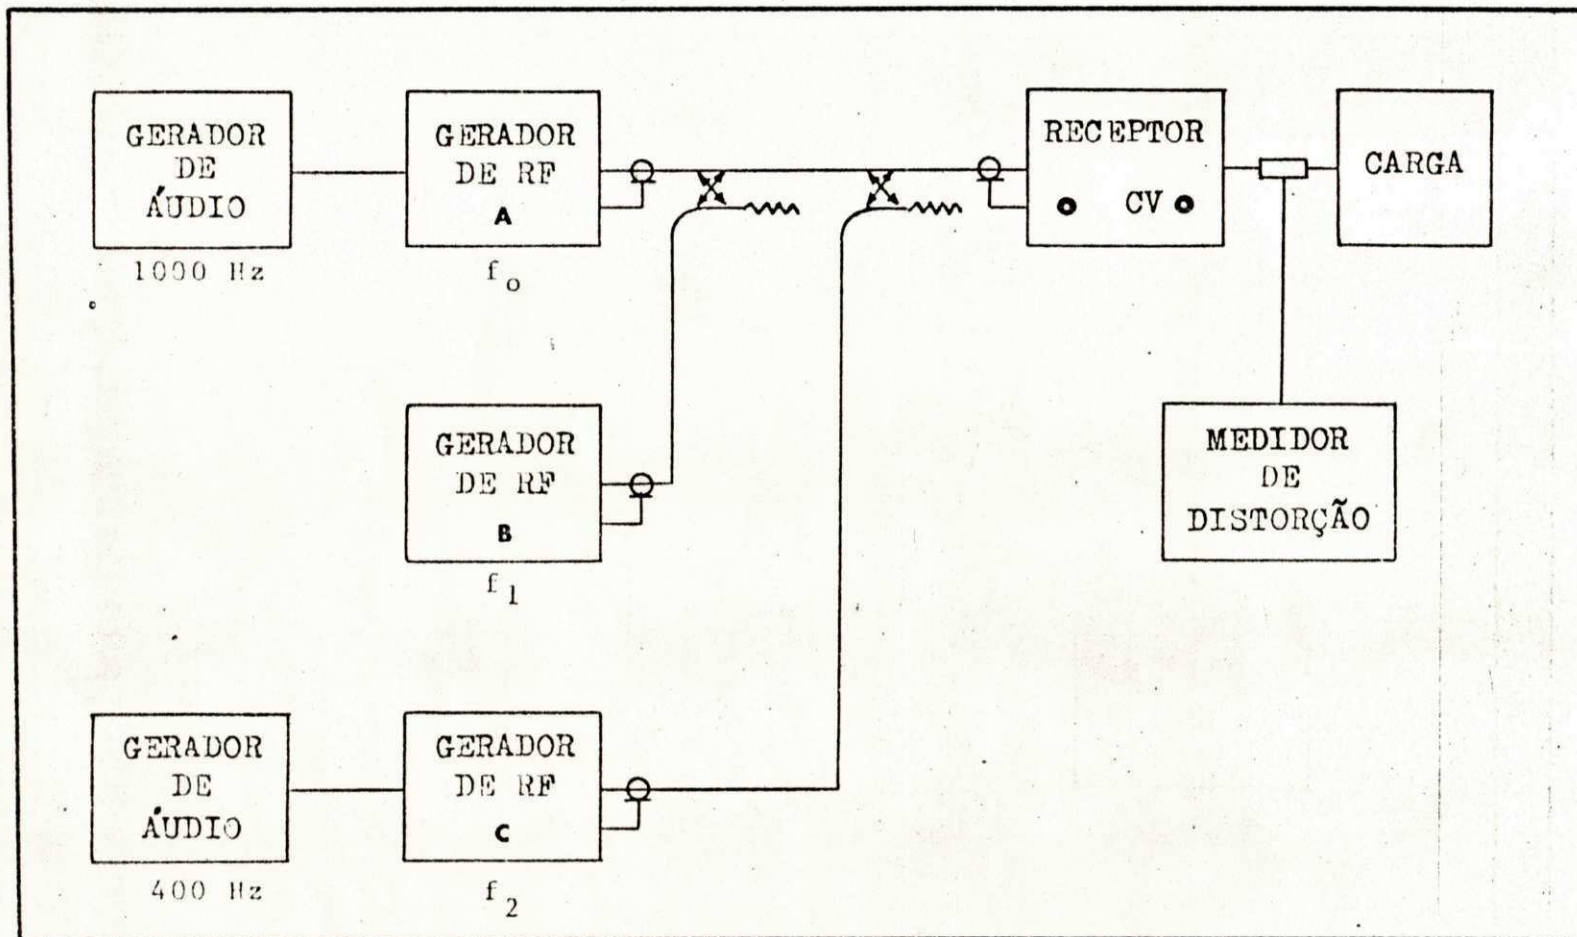 GERADOR
DE
ÁUDIO
1000 Hz
GERADOR
DE RF
A
f o
RECEPTOR
CV
CARGA
GERADOR
DE RF
B
f 1
MEDIDOR
DE
DISTORÇÃO
GERADOR
DE
ÁUDIO
400 Hz
GERADOR
DE RF
C
f 2